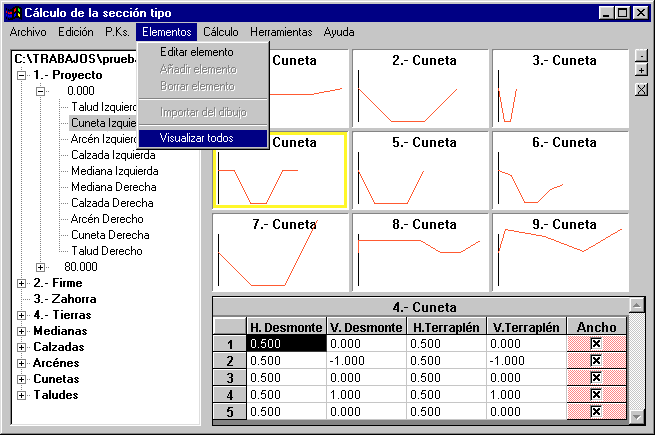 Cálculo de la sección tipo
Archivo Edición P.Ks. Elementos Cálculo Herramientas Ayuda
Editar elemento
Añadir elemento
Borrar elemento
Importar del dibujo
Visualizar todos
C:\TRABAJOS\prueba
1.- Proyecto
0.000
Talud Izquier
Cuneta Izquier
Arcén Izquierdo
Calzada Izquierda
Mediana Izquierda
Mediana Derecha
Calzada Derecha
Arcén Derecho
Cuneta Derecha
Talud Derecho
80.000
2.- Firme
3.- Zahorra
4.- Tierras
Medianas
Calzadas
Arcénes
Cunetas
Taludes
Cuneta
2.- Cuneta
3.- Cuneta
Cuneta
5.- Cuneta
6.- Cuneta
7.- Cuneta
8.- Cuneta
9.- Cuneta
4.- Cuneta
H. Desmonte V. Desmonte H.Terraplén V.Terraplén Ancho
1 0.500 0.000 0.500 0.000
2 0.500 -1.000 0.500 -1.000
3 0.500 0.000 0.500 0.000
4 0.500 1.000 0.500 1.000
5 0.500 0.000 0.500 0.000